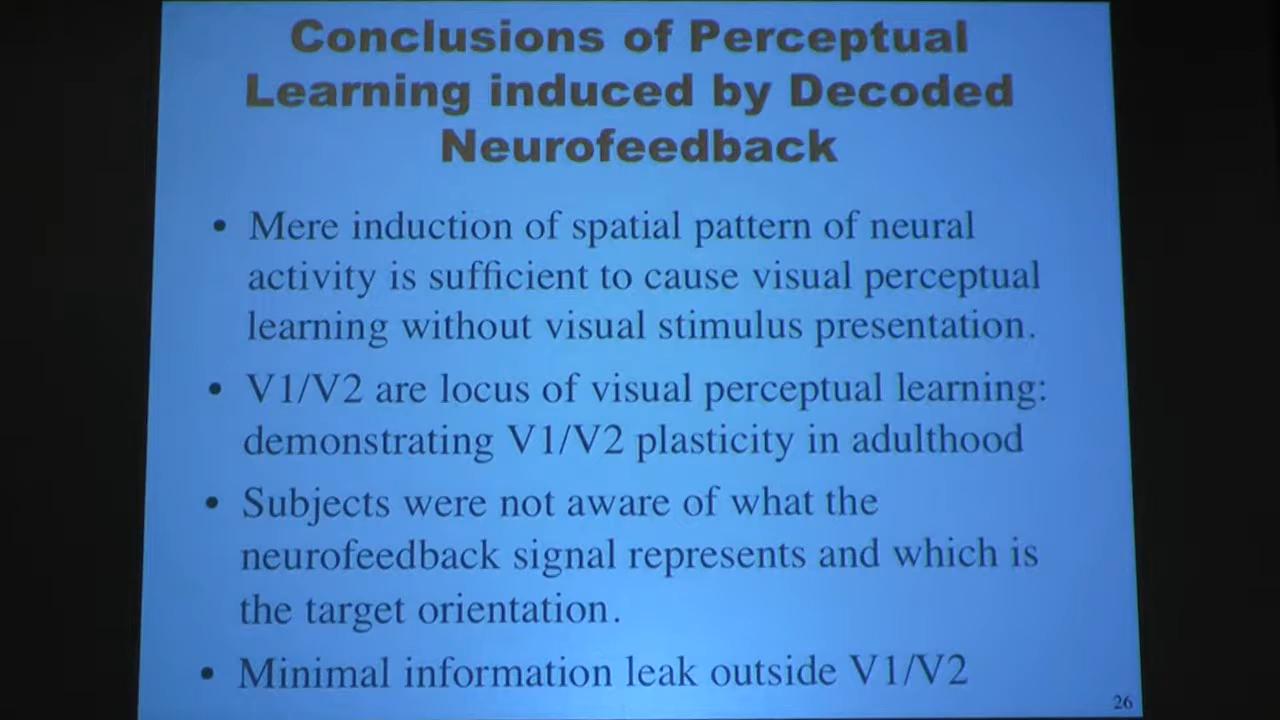 Conclusions of Perceptual
Learning induced by Decoded
Neurofeedback
• Mere induction of spatial pattern of neural
activity is sufficient to cause visual perceptual
learning without visual stimulus presentation.
• V1/V2 are locus of visual perceptual learning:
demonstrating V1/V2 plasticity in adulthood
• Subjects were not aware of what the
neurofeedback signal represents and which is
the target orientation.
• Minimal information leak outside V1/V2
26